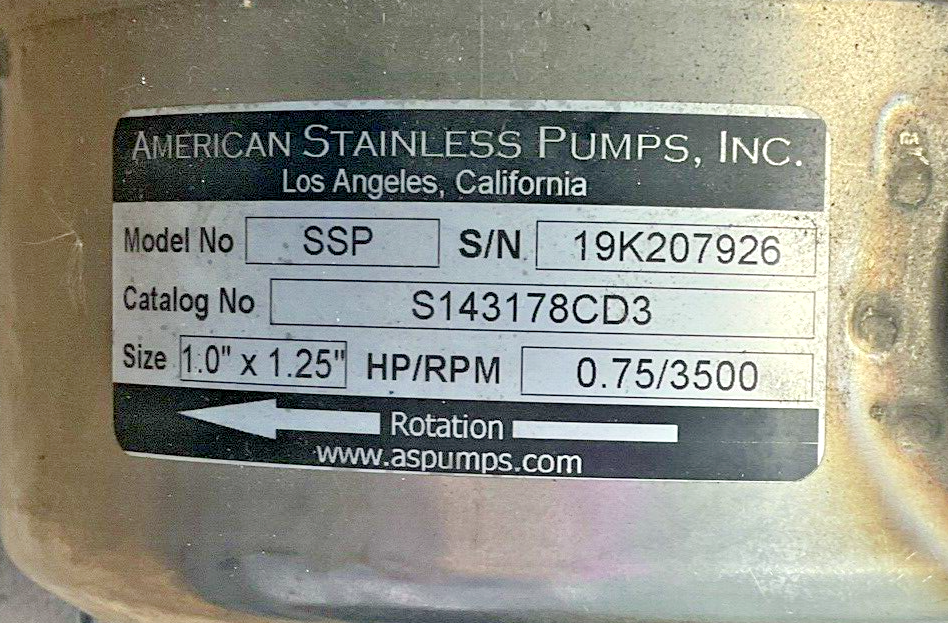 AMERICAN STAINLESS PUMPS, INC.
Los Angeles, California
Model No SSP S/N 19K207926
Catalog No S143178CD3
Size 1.0" x 1.25" HP/RPM 0.75/3500
Rotation
www.aspumps.com